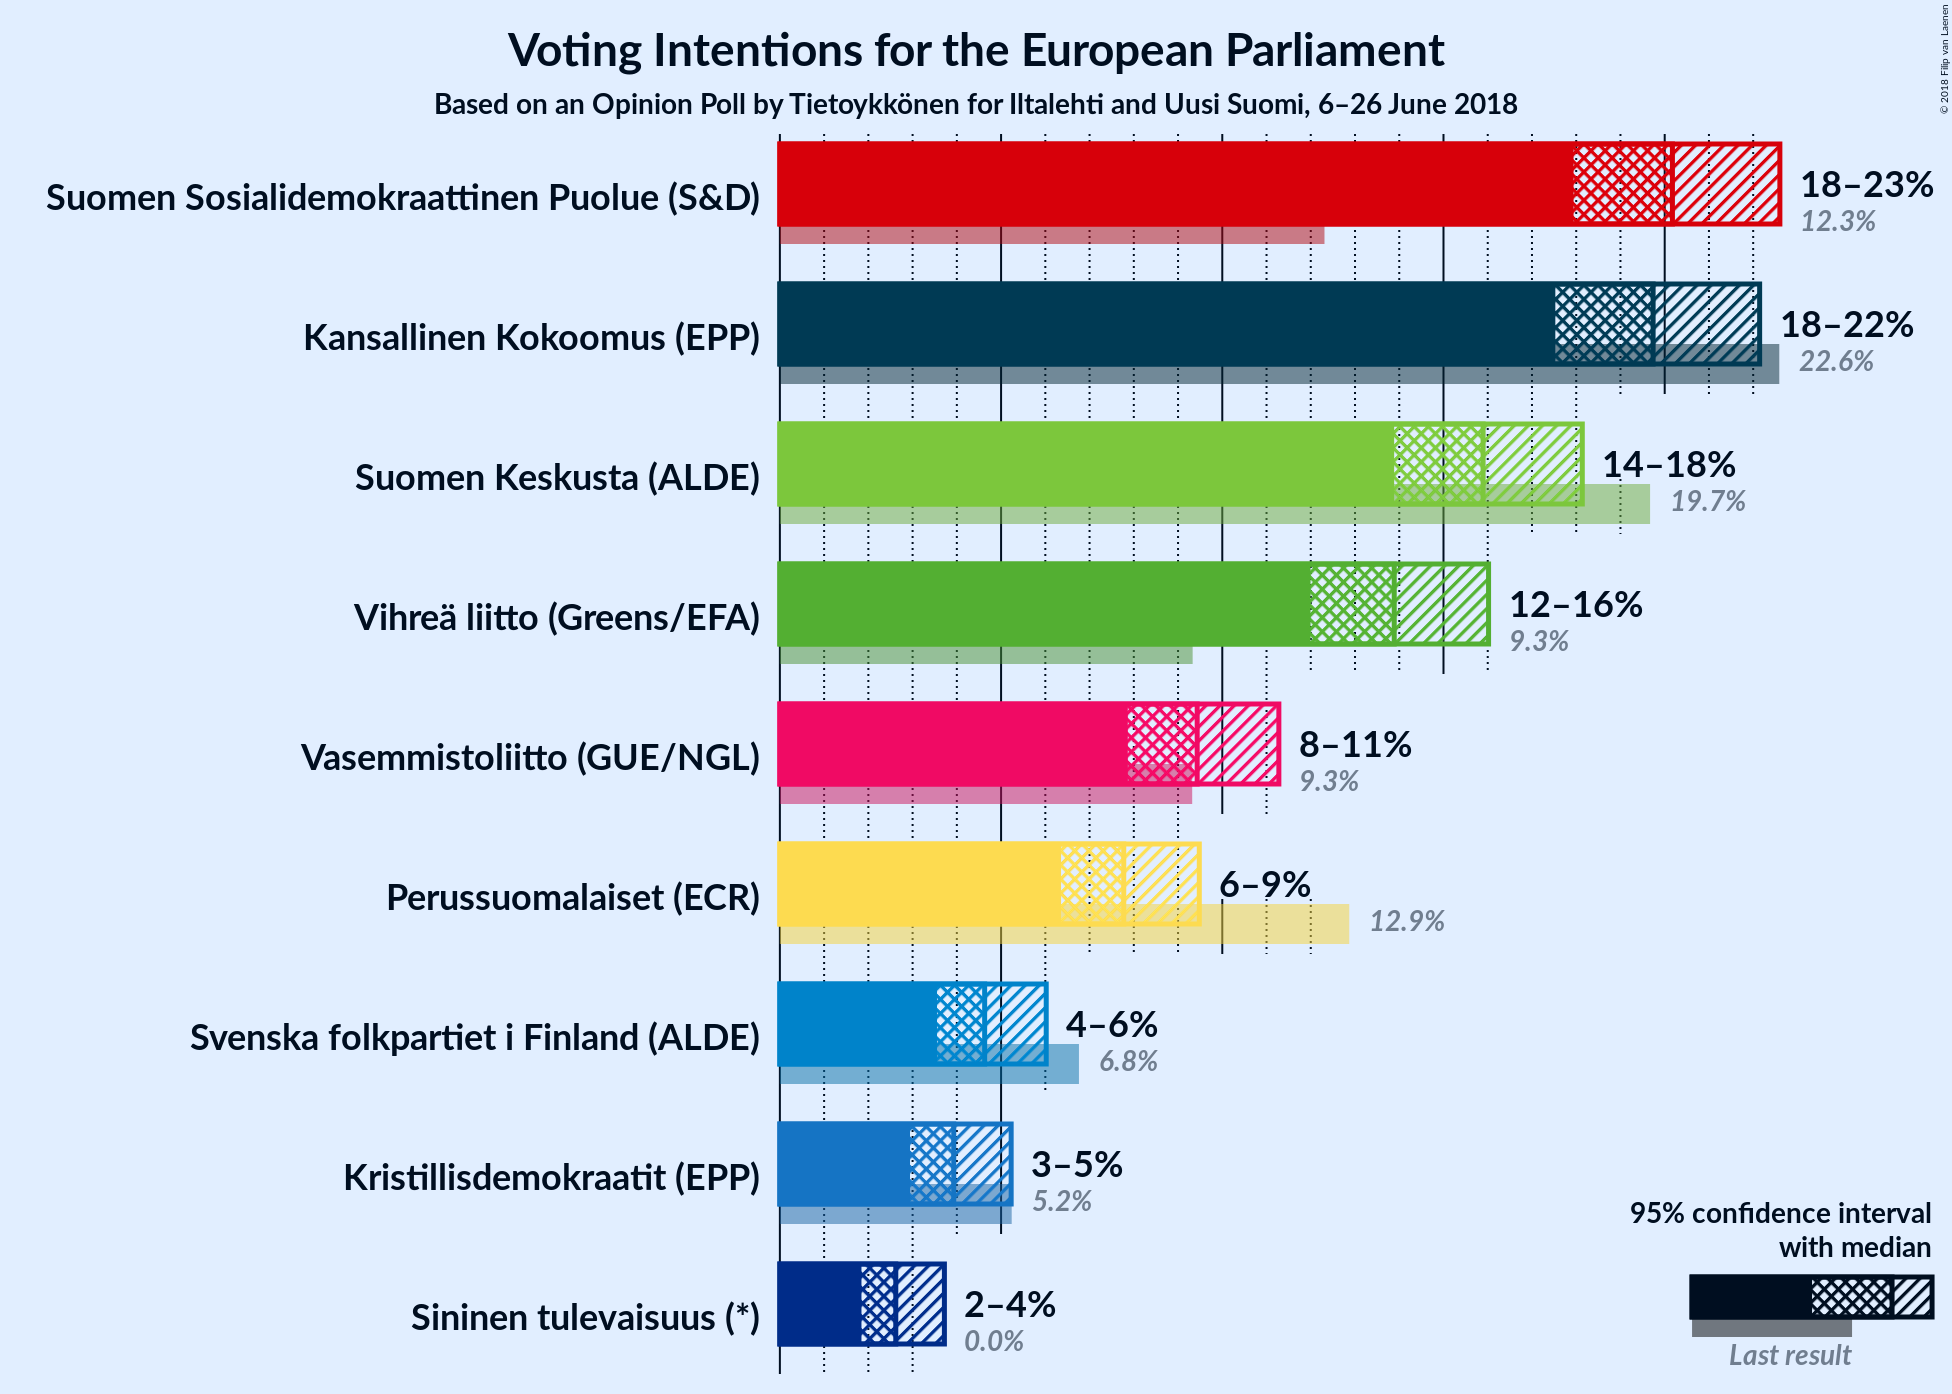 Voting Intentions for the European Parliament
Based on an Opinion Poll by Tietoykkönen for Iltalehti and Uusi Suomi, 6–26 June 2018
© 2018 Filip van Laenen
Suomen Sosialidemokraattinen Puolue (S&D)
18–23%
12.3%
Kansallinen Kokoomus (EPP)
18–22%
22.6%
Suomen Keskusta (ALDE)
14–18%
19.7%
Vihreä liitto (Greens/EFA)
12–16%
9.3%
Vasemmistoliitto (GUE/NGL)
8–11%
9.3%
Perussuomalaiset (ECR)
6–9%
12.9%
Svenska folkpartiet i Finland (ALDE)
4–6%
6.8%
Kristillisdemokraatit (EPP)
3–5%
5.2%
Sininen tulevaisuus (*)
2–4%
0.0%
95% confidence interval
with median
Last result